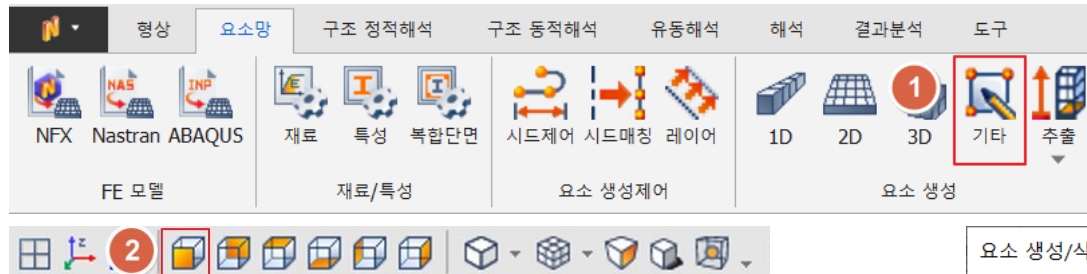 형상 요소망 구조 정적해석 구조 동적해석 유동해석 해석 결과분석 도구
NAS INP
1
NFX Nastran ABAQUS 재료 특성 복합단면 시드제어 시드매칭 레이어 1D 2D 3D 기타 추출
FE 모델 재료/특성 요소 생성제어 요소 생성
z
2
요소 생성/식